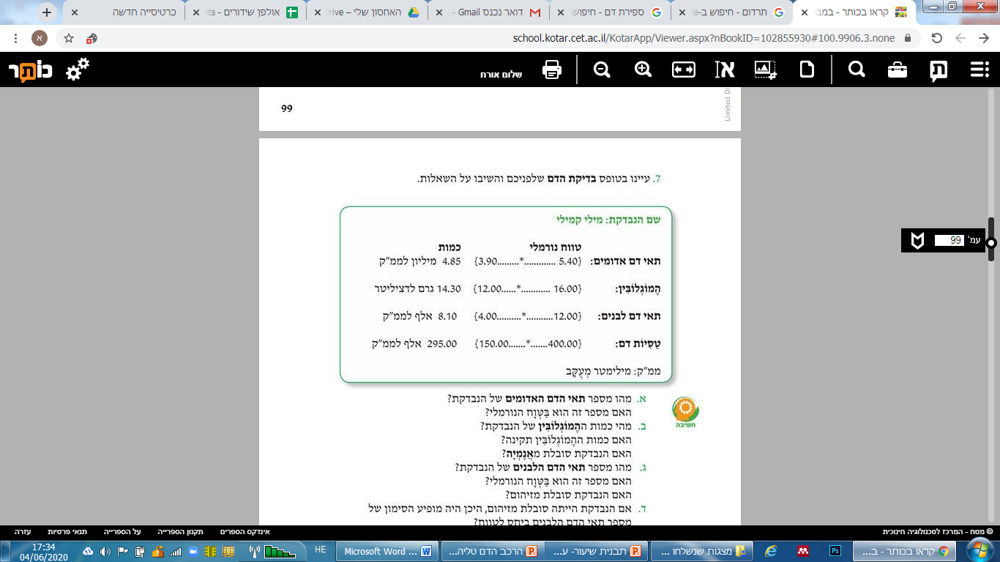 קראו בכותר - במב
תרדום - חיפוש ב-e
ספירת דם - חיפוש
דואר נכנס - Gmail
האחסון שלי – Drive
אולפן שידורים - ets
כרטיסייה חדשה
school.kotar.cet.ac.il/KotarApp/Viewer.aspx?nBookID=102855930#100.9906.3.none
א
כותר
שלום אורח
99
Limited Di
עמ' 99
7. עיינו בטופס בדיקת הדם שלפניכם והשיבו על השאלות.
שם הנבדקת: מילי קמילי
טווח נורמלי כמות
תאי דם אדומים: {5.40 ............*.........3.90} 4.85 מיליון לממ"ק
הֶמוֹגְלוֹבִּין: {16.00 ............*......12.00} 14.30 גרם לדציליטר
תאי דם לבנים: {12.00...........*..........4.00} 8.10 אלף לממ"ק
טַסִּיּוֹת דם: {400.00.......*.......150.00} 295.00 אלף לממ"ק
ממ"ק: מילימטר מְעֻקָּב
חשיבה
א. מהו מספר תאי הדם האדומים של הנבדקת?
האם מספר זה הוא בַּטְּוָח הנורמלי?
ב. מהי כמות הַהֶמוֹגְלוֹבִּין של הנבדקת?
האם כמות ההֶמוֹגְלוֹבִּין תקינה?
האם הנבדקת סובלת מאֲנֶמְיָה?
ג. מהו מספר תאי הדם הלבנים של הנבדקת?
האם מספר זה הוא בַּטְּוָח הנורמלי?
האם הנבדקת סובלת מזיהום?
ד. אם הנבדקת הייתה סובלת מזיהום, היכן היה מופיע הסימון של
מספר תאי הדם הלבנים ביחס לטווח?
© מטח - המרכז לטכנולוגיה חינוכית
אינדקס הספרים
תקנון הספרייה
על הספרייה
תנאי פרטיות
עזרה
קראו בכותר - ב...
Ps
מצגות שנשלחו ...
תבנית שיעור- ע...
הרכב הדם טליה...
Microsoft Word ...
HE
17:34
04/06/2020